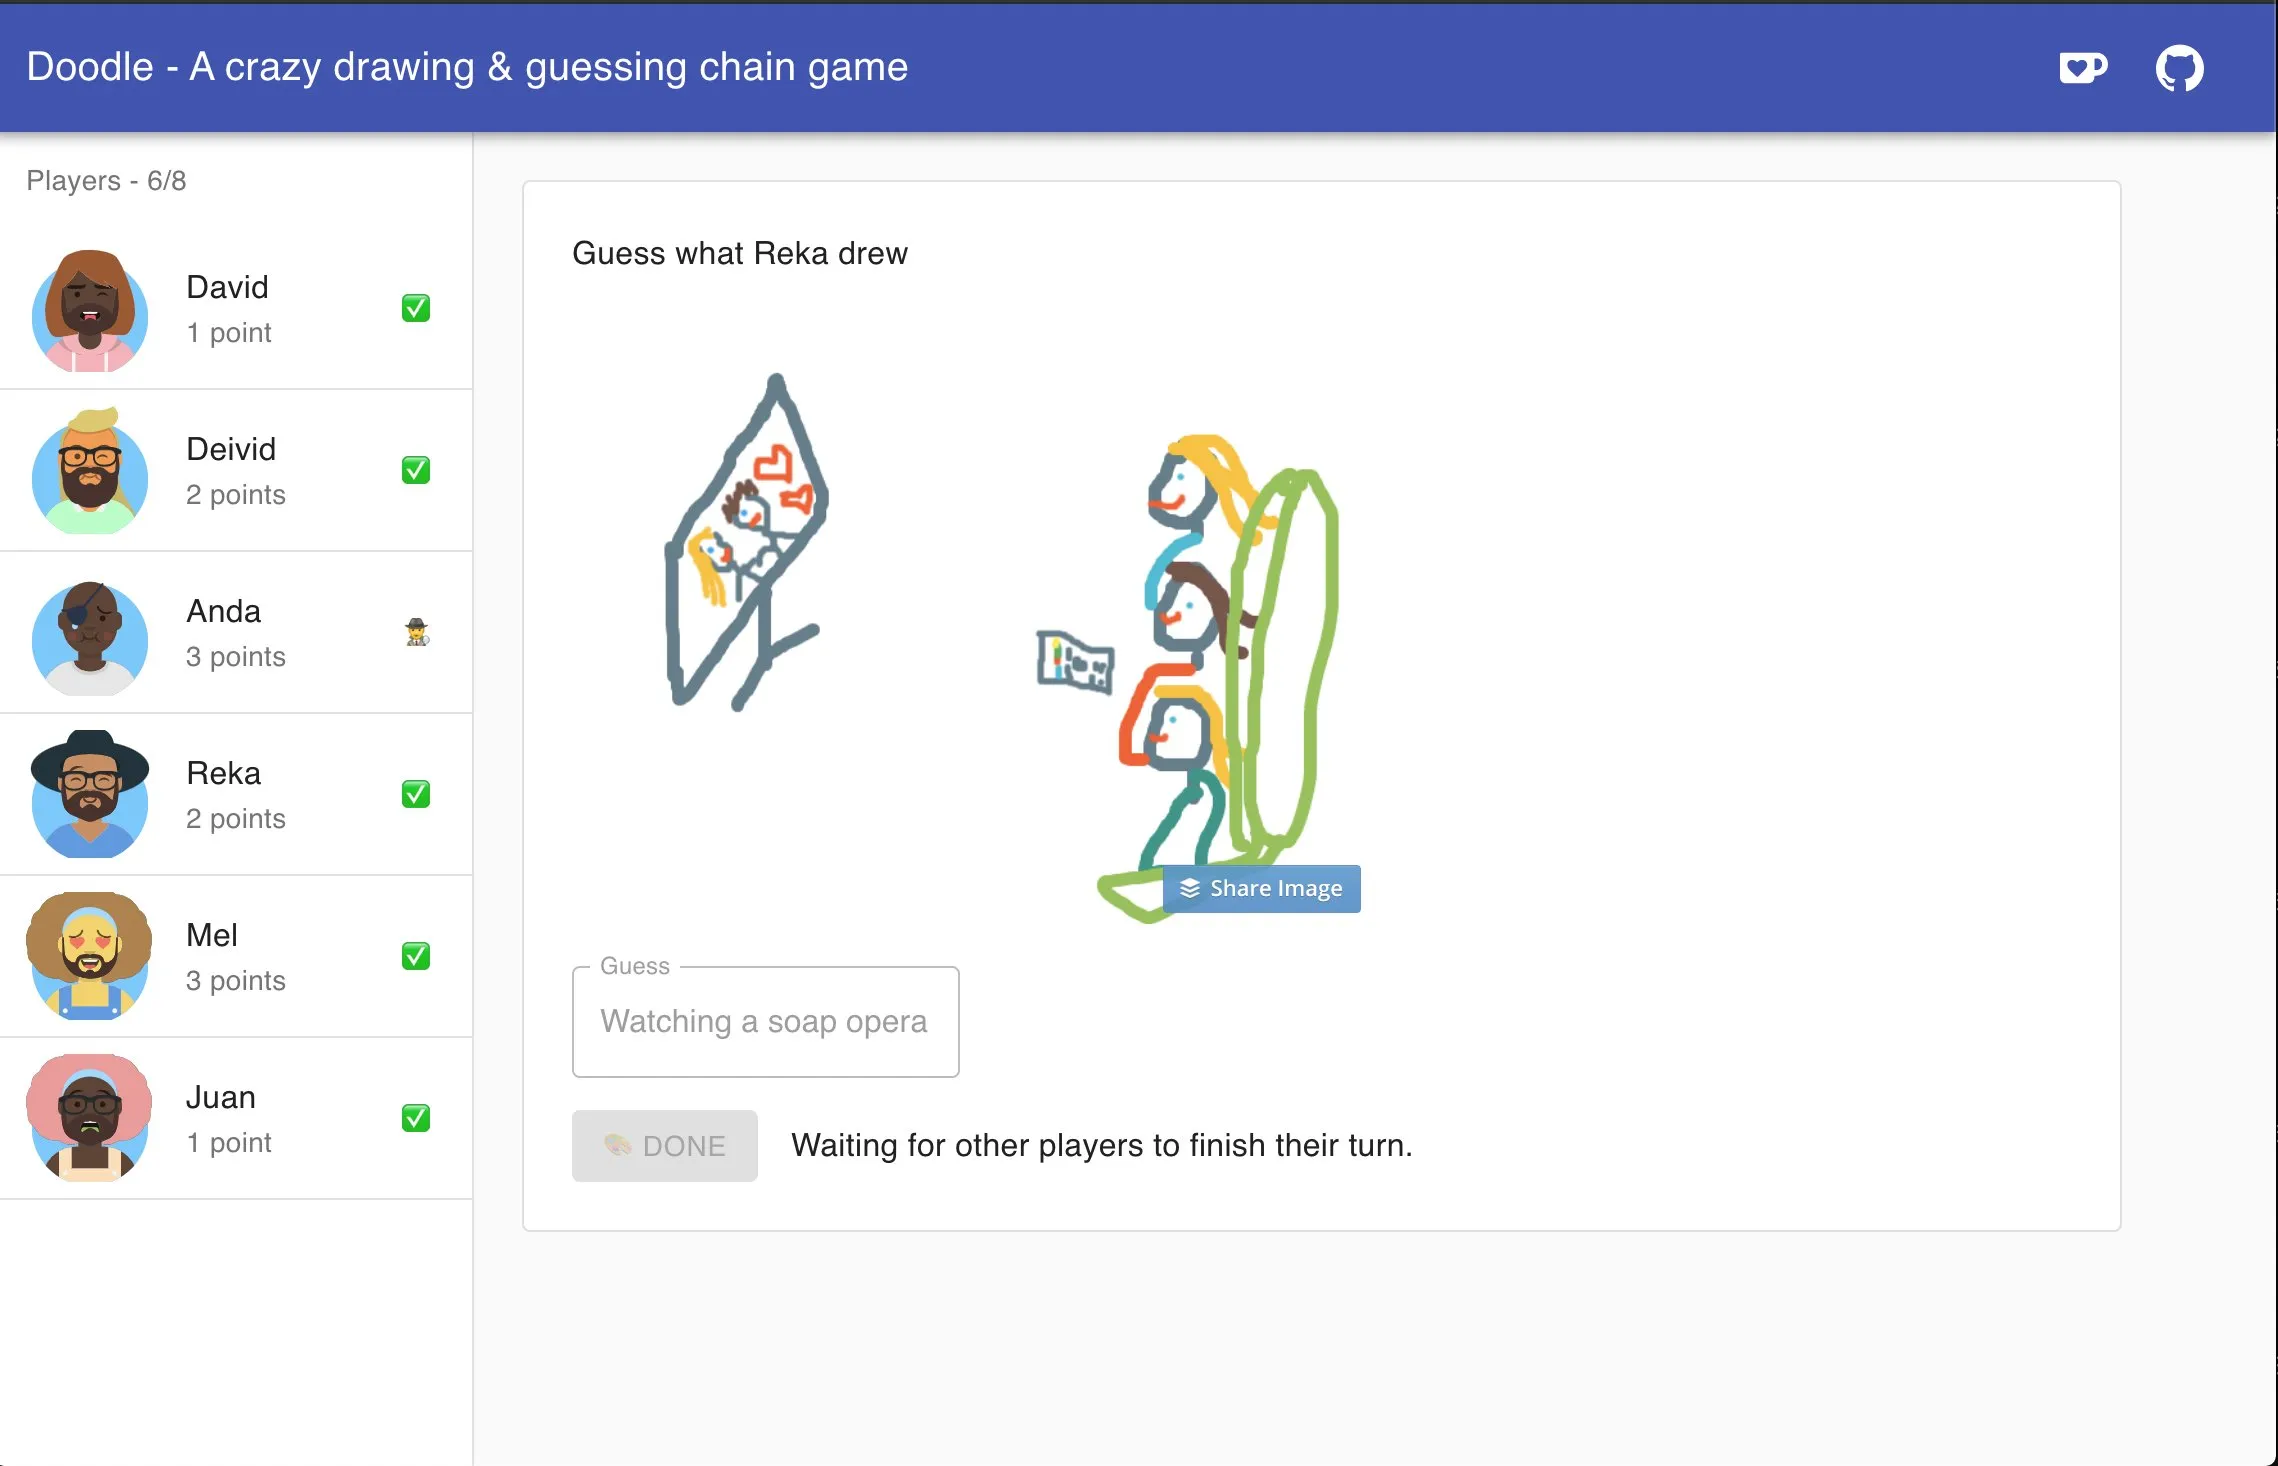 Doodle - A crazy drawing & guessing chain game
Players - 6/8
David
1 point
Deivid
2 points
Anda
3 points
Reka
2 points
Mel
3 points
Juan
1 point
Guess what Reka drew
Share Image
Guess
Watching a soap opera
DONE
Waiting for other players to finish their turn.